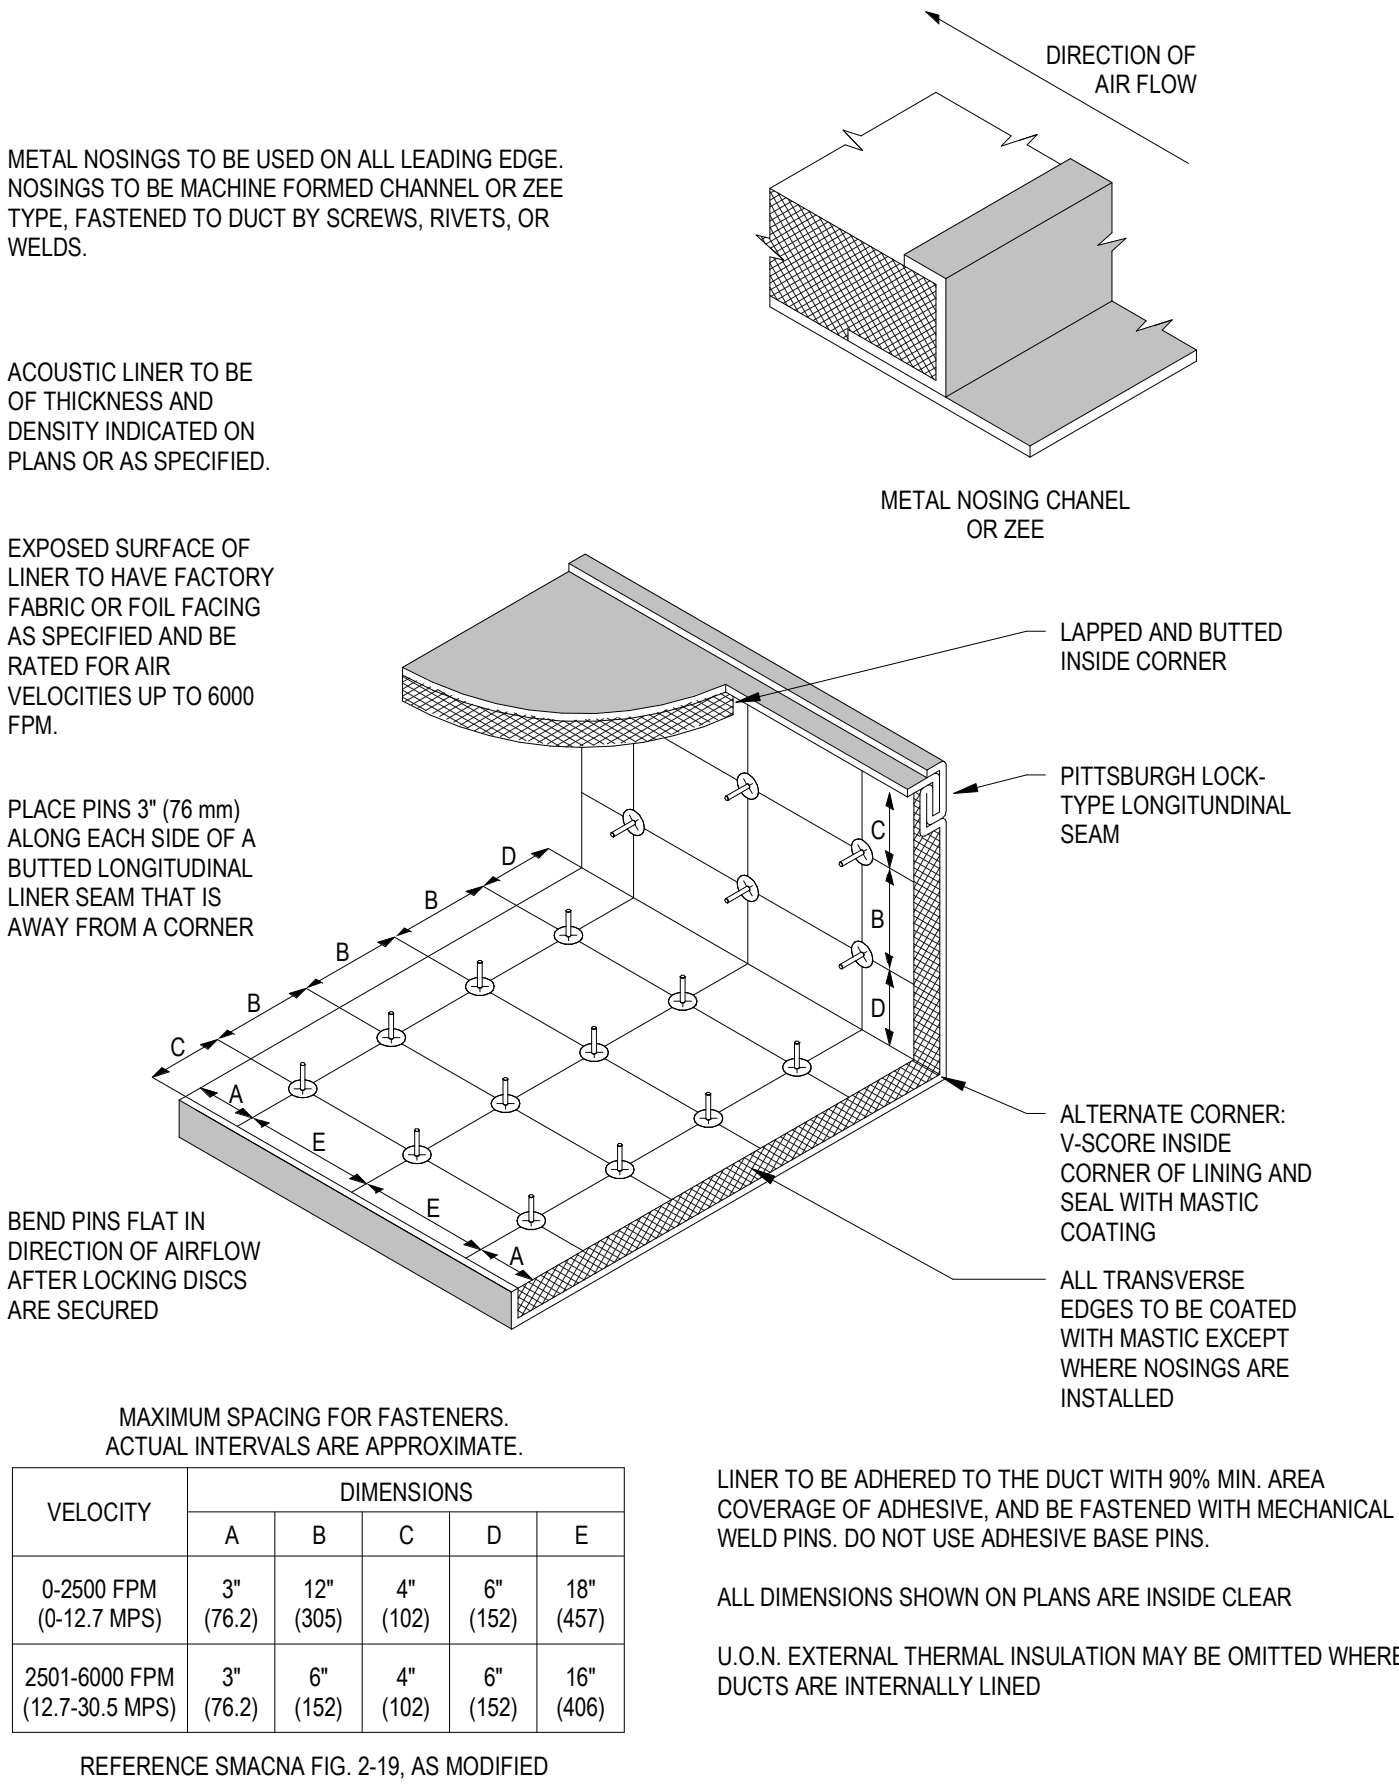 DIRECTION OF
AIR FLOW
METAL NOSINGS TO BE USED ON ALL LEADING EDGE.
NOSINGS TO BE MACHINE FORMED CHANNEL OR ZEE
TYPE, FASTENED TO DUCT BY SCREWS, RIVETS, OR
WELDS.
ACOUSTIC LINER TO BE
OF THICKNESS AND
DENSITY INDICATED ON
PLANS OR AS SPECIFIED.
METAL NOSING CHANEL
OR ZEE
EXPOSED SURFACE OF
LINER TO HAVE FACTORY
FABRIC OR FOIL FACING
AS SPECIFIED AND BE
RATED FOR AIR
VELOCITIES UP TO 6000
FPM.
LAPPED AND BUTTED
INSIDE CORNER
PITTSBURGH LOCK-
TYPE LONGITUNDINAL
SEAM
PLACE PINS 3" (76 mm)
ALONG EACH SIDE OF A
BUTTED LONGITUDINAL
LINER SEAM THAT IS
AWAY FROM A CORNER
C
B
D
D
B
B
B
C
A
E
E
A
ALTERNATE CORNER:
V-SCORE INSIDE
CORNER OF LINING AND
SEAL WITH MASTIC
COATING
BEND PINS FLAT IN
DIRECTION OF AIRFLOW
AFTER LOCKING DISCS
ARE SECURED
ALL TRANSVERSE
EDGES TO BE COATED
WITH MASTIC EXCEPT
WHERE NOSINGS ARE
INSTALLED
MAXIMUM SPACING FOR FASTENERS.
ACTUAL INTERVALS ARE APPROXIMATE.
VELOCITY DIMENSIONS
A B C D E
0-2500 FPM 3" 12" 4" 6" 18"
(0-12.7 MPS) (76.2) (305) (102) (152) (457)
2501-6000 FPM 3" 6" 4" 6" 16"
(12.7-30.5 MPS) (76.2) (152) (102) (152) (406)
REFERENCE SMACNA FIG. 2-19, AS MODIFIED
LINER TO BE ADHERED TO THE DUCT WITH 90% MIN. AREA
COVERAGE OF ADHESIVE, AND BE FASTENED WITH MECHANICAL
WELD PINS. DO NOT USE ADHESIVE BASE PINS.
ALL DIMENSIONS SHOWN ON PLANS ARE INSIDE CLEAR
U.O.N. EXTERNAL THERMAL INSULATION MAY BE OMITTED WHERE
DUCTS ARE INTERNALLY LINED